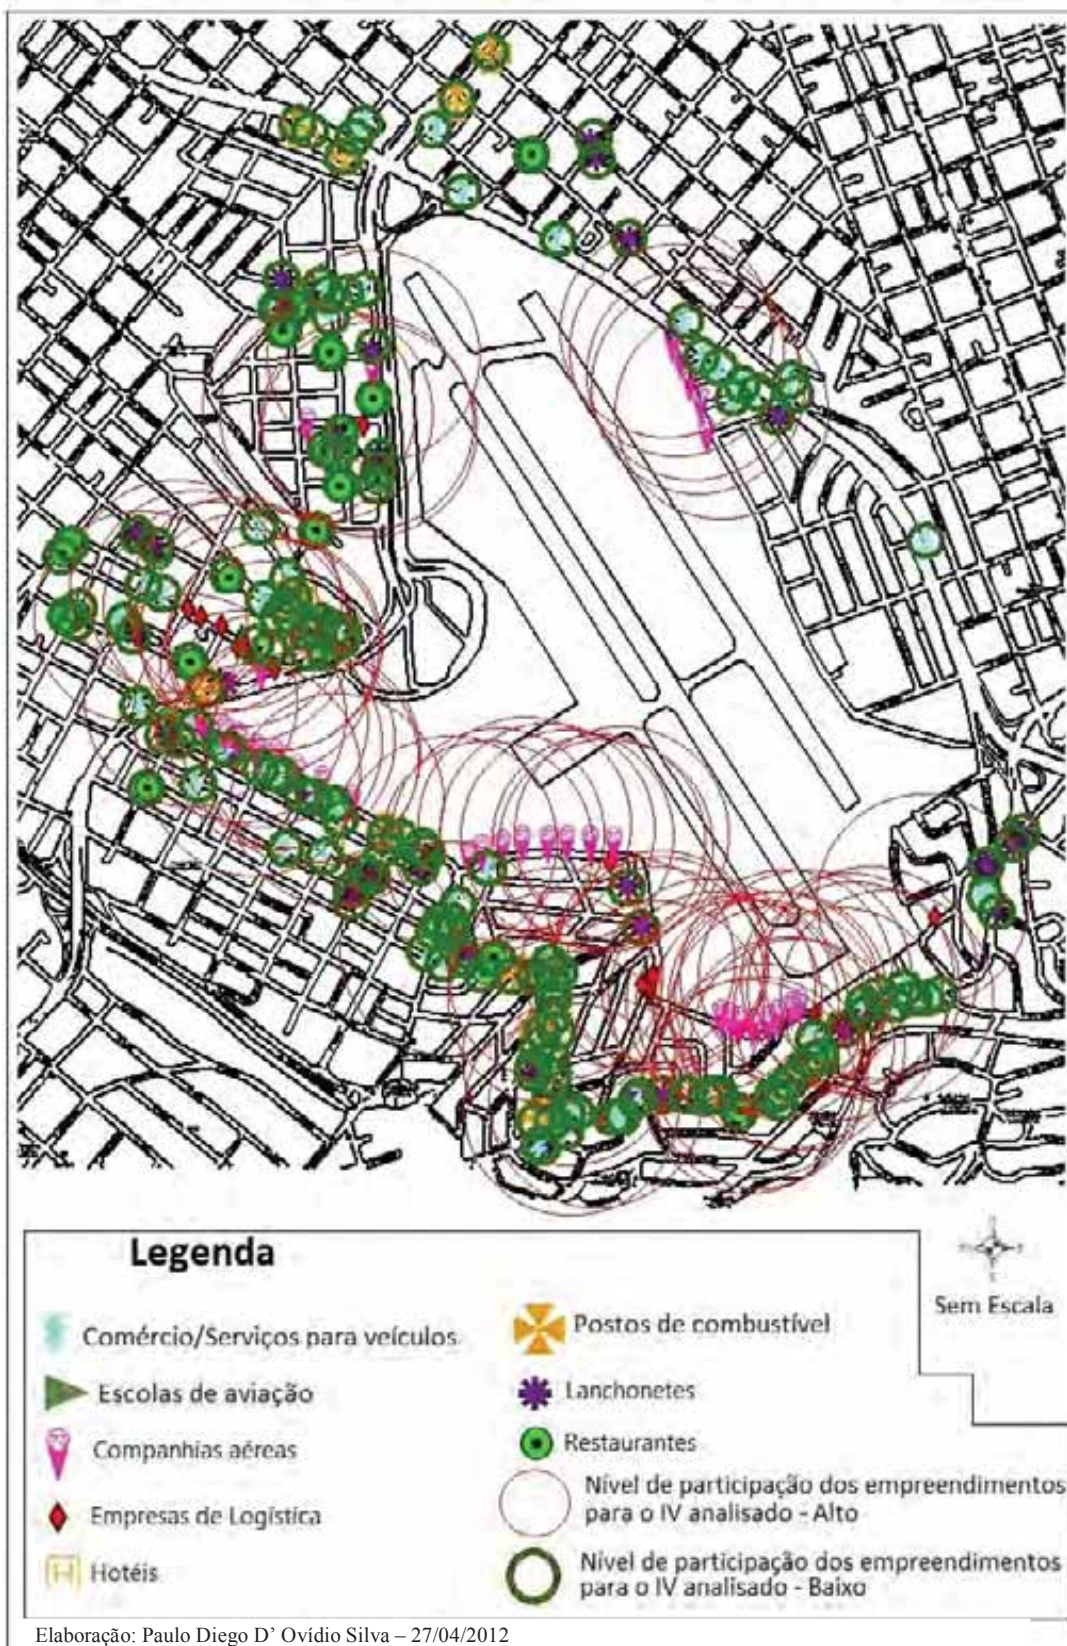 Legenda
Comércio/Serviços para veículos
Escolas de aviação
Companhias aéreas
Empresas de Logística
Hotéis
Postos de combustível
Lanchonetes
Restaurantes
Nível de participação dos empreendimentos
para o IV analisado - Alto
Nível de participação dos empreendimentos
para o IV analisado - Baixo
Sem Escala
Elaboração: Paulo Diego D' Ovídio Silva – 27/04/2012